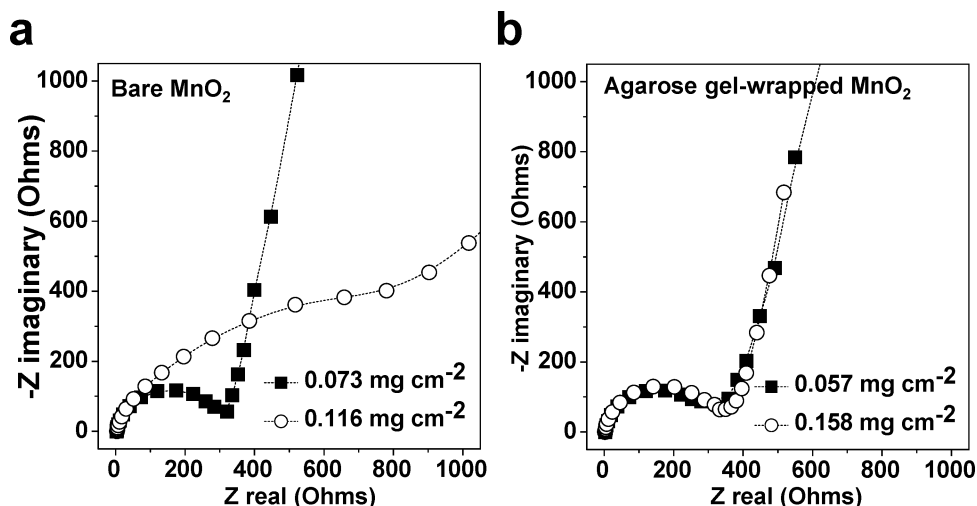 a
Bare MnO2
-Z imaginary (Ohms)
1000
800
600
400
200
0
0.073 mg cm-2
0.116 mg cm-2
0 200 400 600 800 1000
Z real (Ohms)
b
Agarose gel-wrapped MnO2
-Z imaginary (Ohms)
1000
800
600
400
200
0
0.057 mg cm-2
0.158 mg cm-2
0 200 400 600 800 1000
Z real (Ohms)